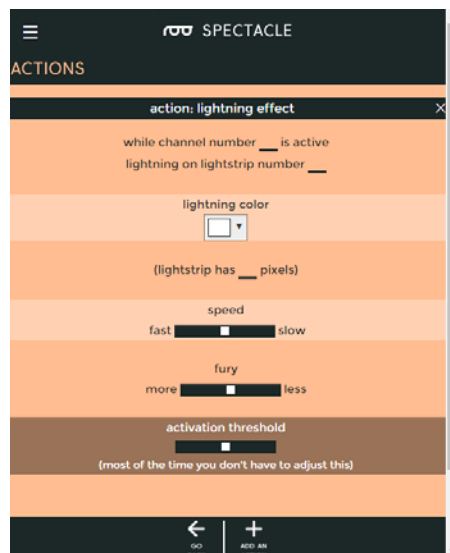 SPECTACLE
ACTIONS
action: lightning effect
while channel number __ is active
lightning on lightstrip number __
lightning color
(lightstrip has __ pixels)
speed
fast slow
fury
more less
activation threshold
(most of the time you don't have to adjust this)
GO ADD AN